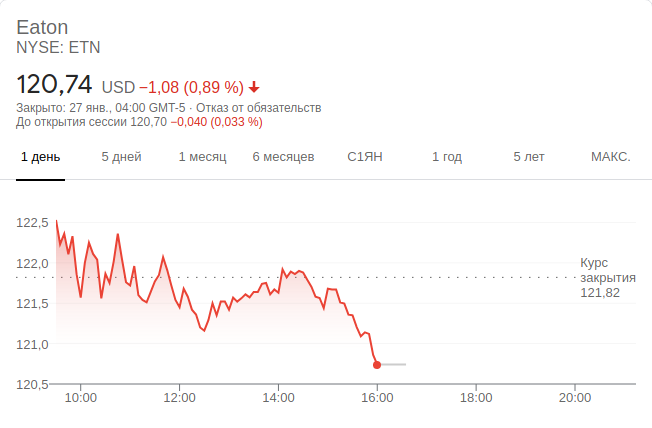 Eaton
NYSE: ETN
120,74 USD −1,08 (0,89 %)
Закрыто: 27 янв., 04:00 GMT-5 · Отказ от обязательств
До открытия сессии 120,70 −0,040 (0,033 %)
1 день 5 дней 1 месяц 6 месяцев С1ЯН 1 год 5 лет МАКС.
122,5
122,0
121,5
121,0
120,5
Курс
закрытия
121,82
10:00 12:00 14:00 16:00 18:00 20:00